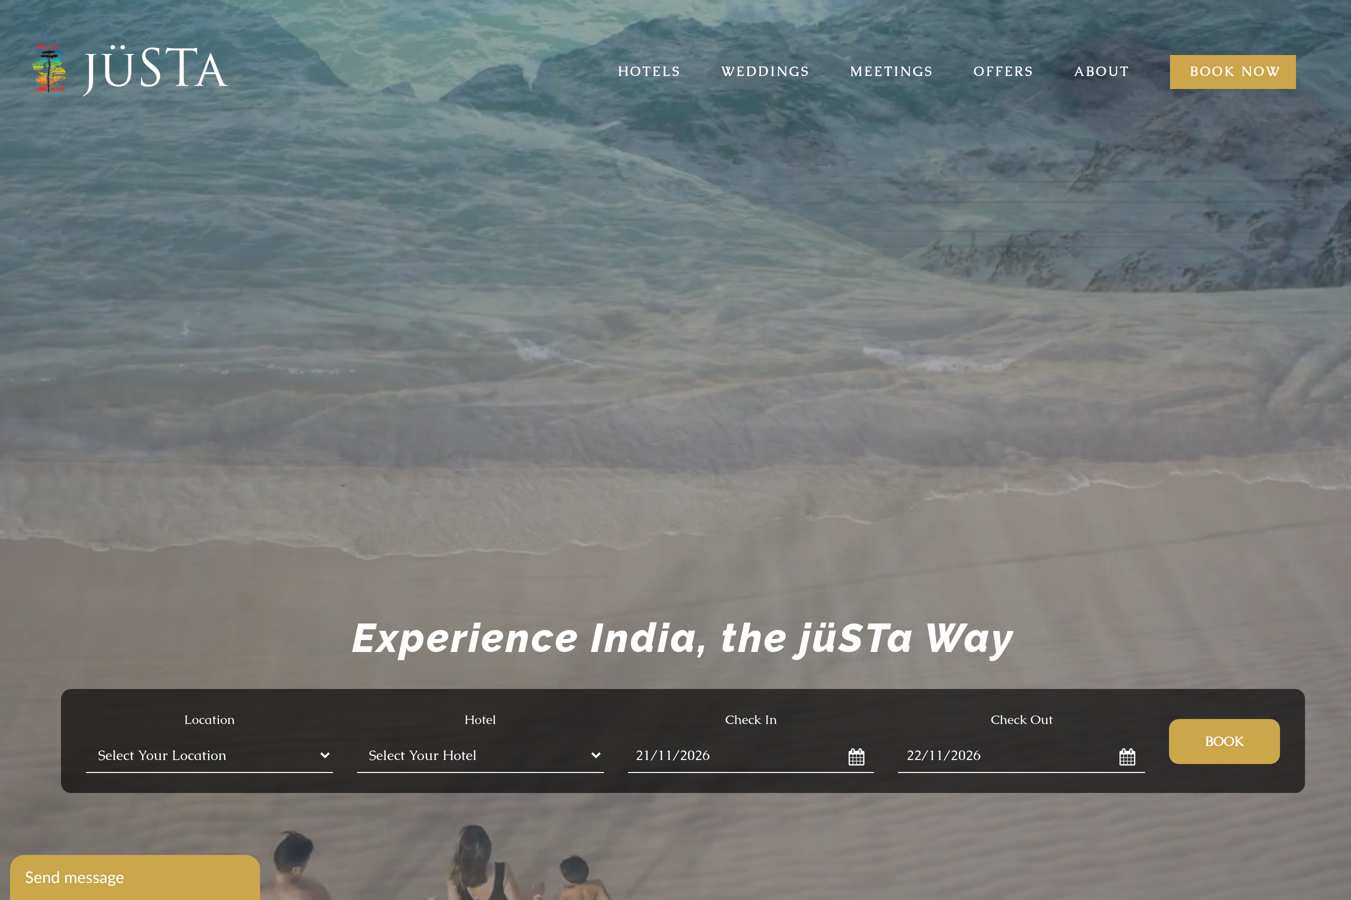 JüSTa
HOTELS WEDDINGS MEETINGS OFFERS ABOUT BOOK NOW
Experience India, the jüSTa Way
Location Hotel Check In Check Out
Select Your Location Select Your Hotel 21/11/2026 22/11/2026 BOOK
Send message